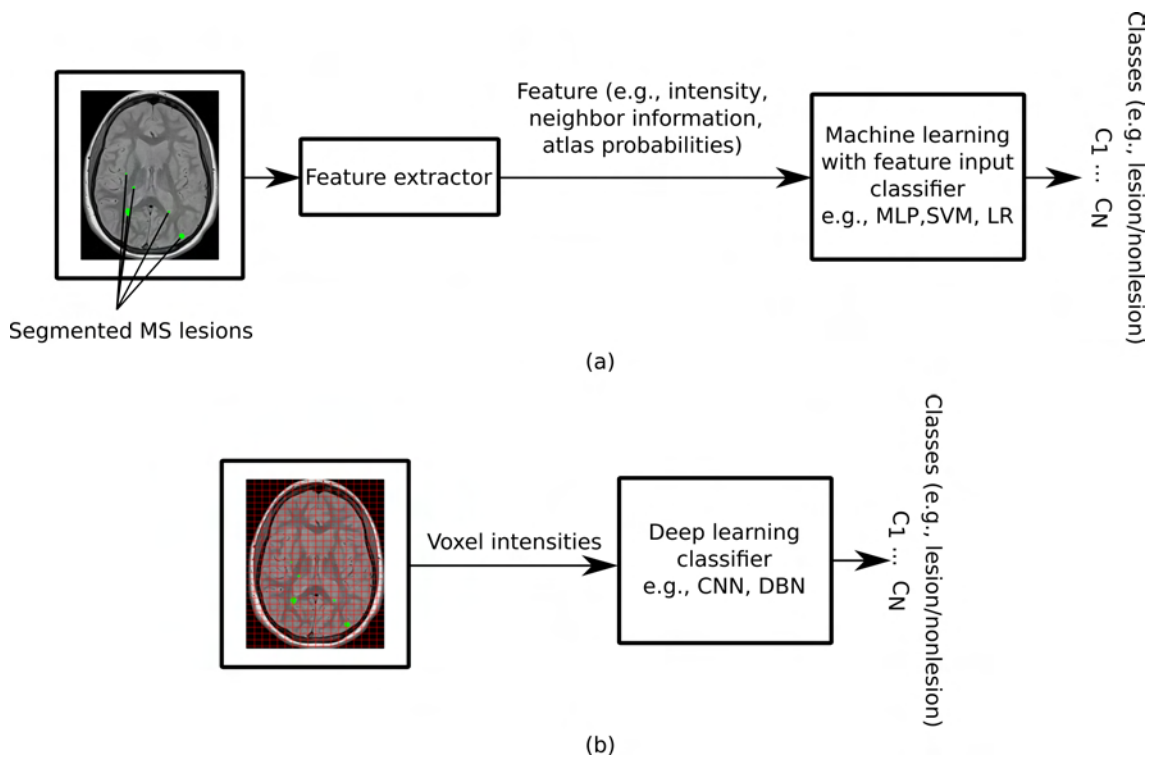 Feature (e.g., intensity,
neighbor information,
atlas probabilities)
Feature extractor
Machine learning
with feature input
classifier
e.g., MLP,SVM, LR
C1 ... CN
Classes (e.g., lesion/nonlesion)
Segmented MS lesions
(a)
Voxel intensities
Deep learning
classifier
e.g., CNN, DBN
C1 ... CN
Classes (e.g., lesion/nonlesion)
(b)